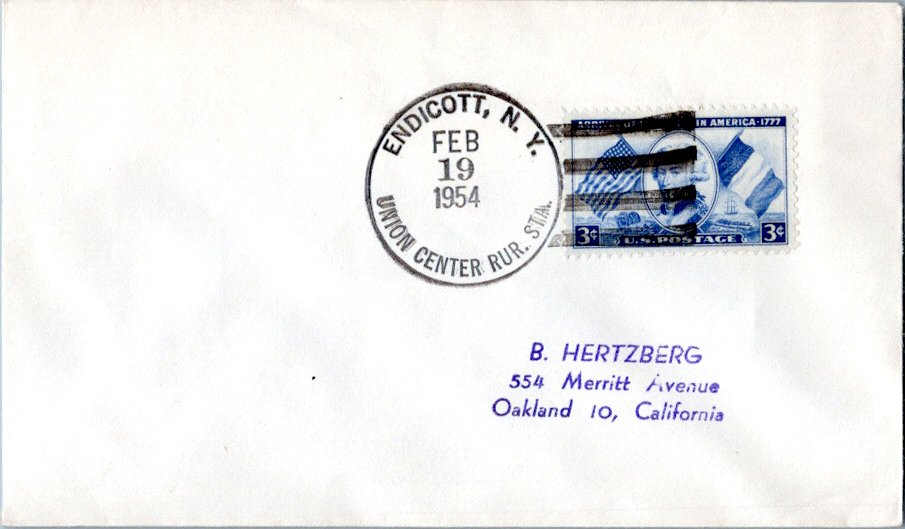 ENDICOTT, N. Y.
FEB
19
1954
UNION CENTER RUR. STA.
IN AMERICA-1777
3¢ U.S. POSTAGE 3¢
B. HERTZBERG
554 Merritt Avenue
Oakland 10, California